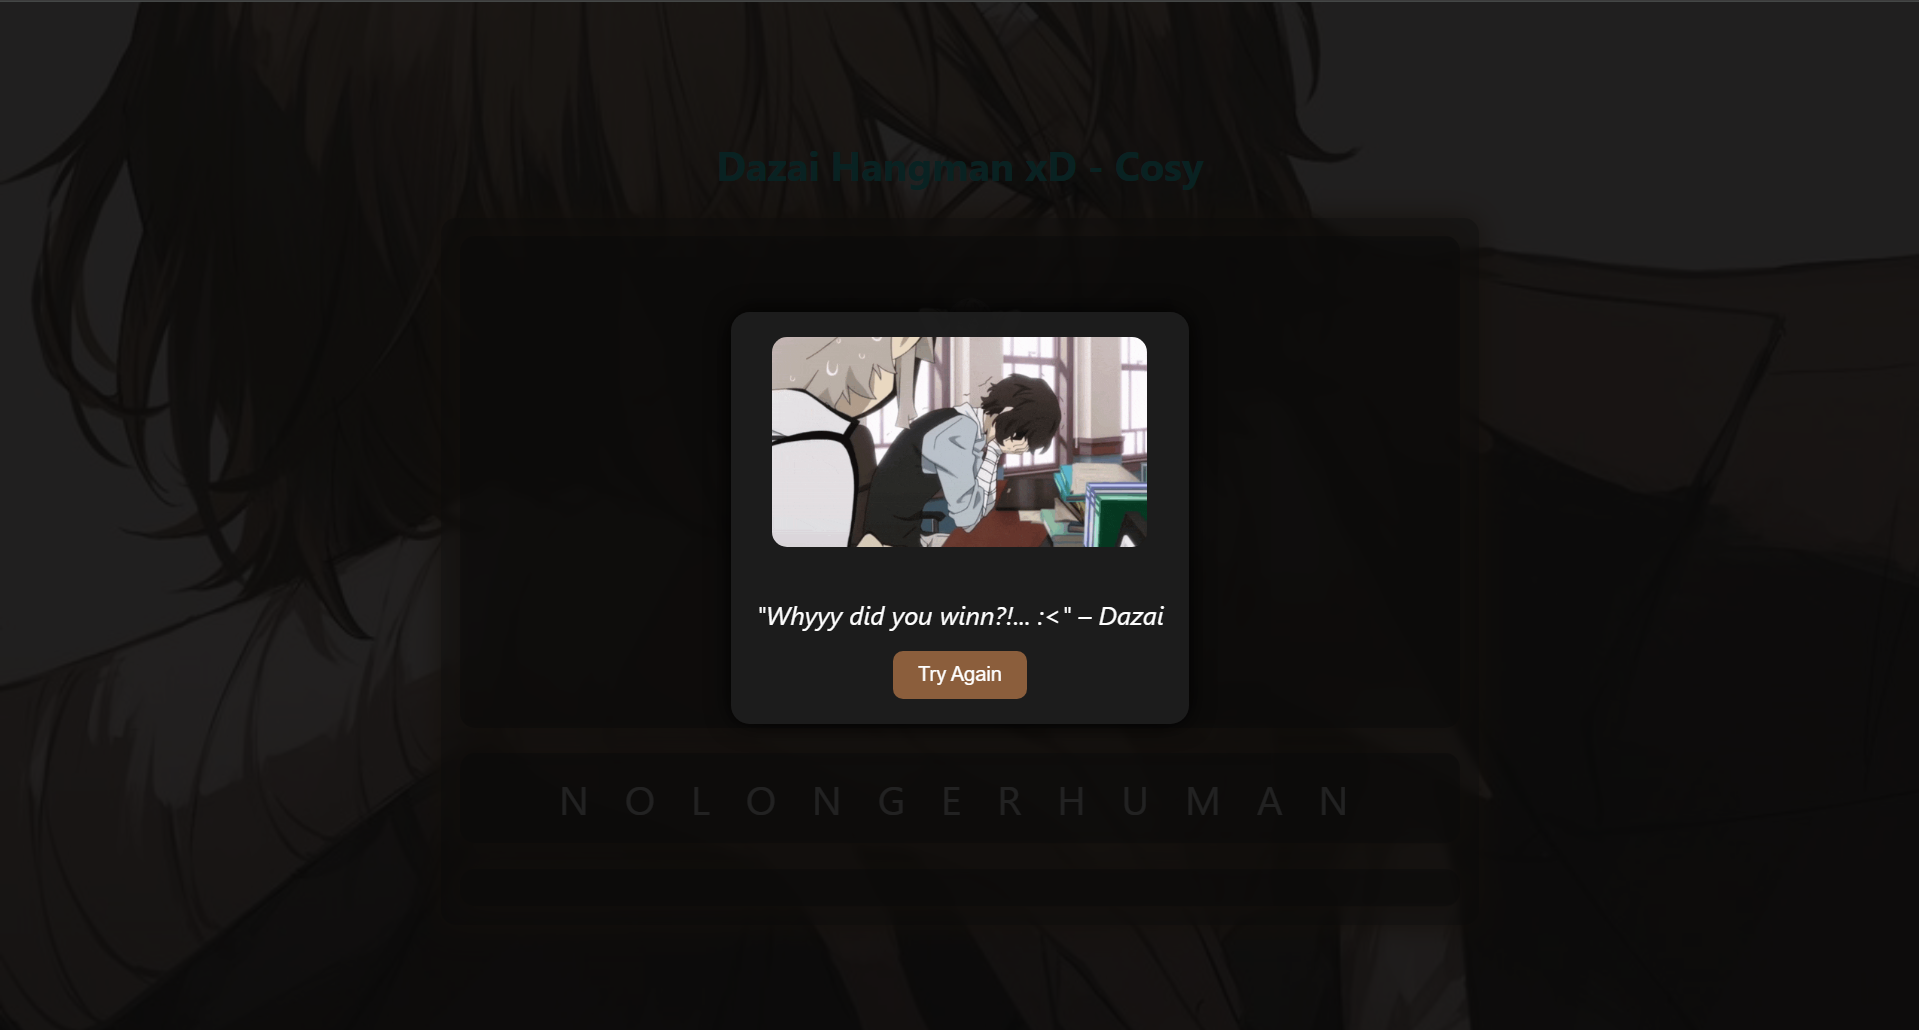 Dazai Hangman xD - Cosy
"Whyyy did you winn?!... :<" – Dazai
Try Again
N O L O N G E R H U M A N